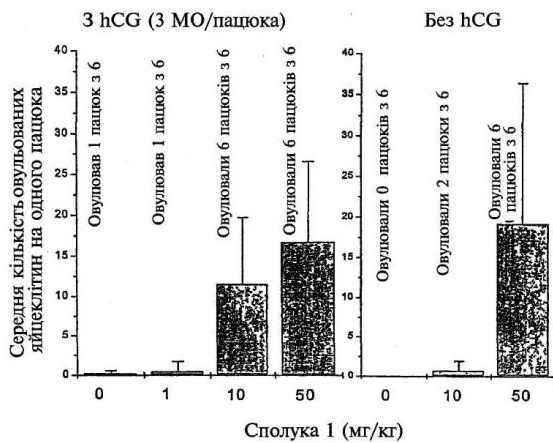 З hCG (3 МО/пацюка)
Без hCG
Середня кількість овульованих
яйцеклітин на одного пацюка
40
35
30
25
20
15
10
5
0
Овулював 1 пацюк з 6
Овулював 1 пацюк з 6
Овулювали 6 пацюків з 6
Овулювали 6 пацюків з 6
0
1
10
50
40
35
30
25
20
15
10
5
0
Овулювали 0 пацюків з 6
Овулювали 2 пацюки з 6
Овулювали 6
пацюків з 6
0
10
50
Сполука 1 (мг/кг)